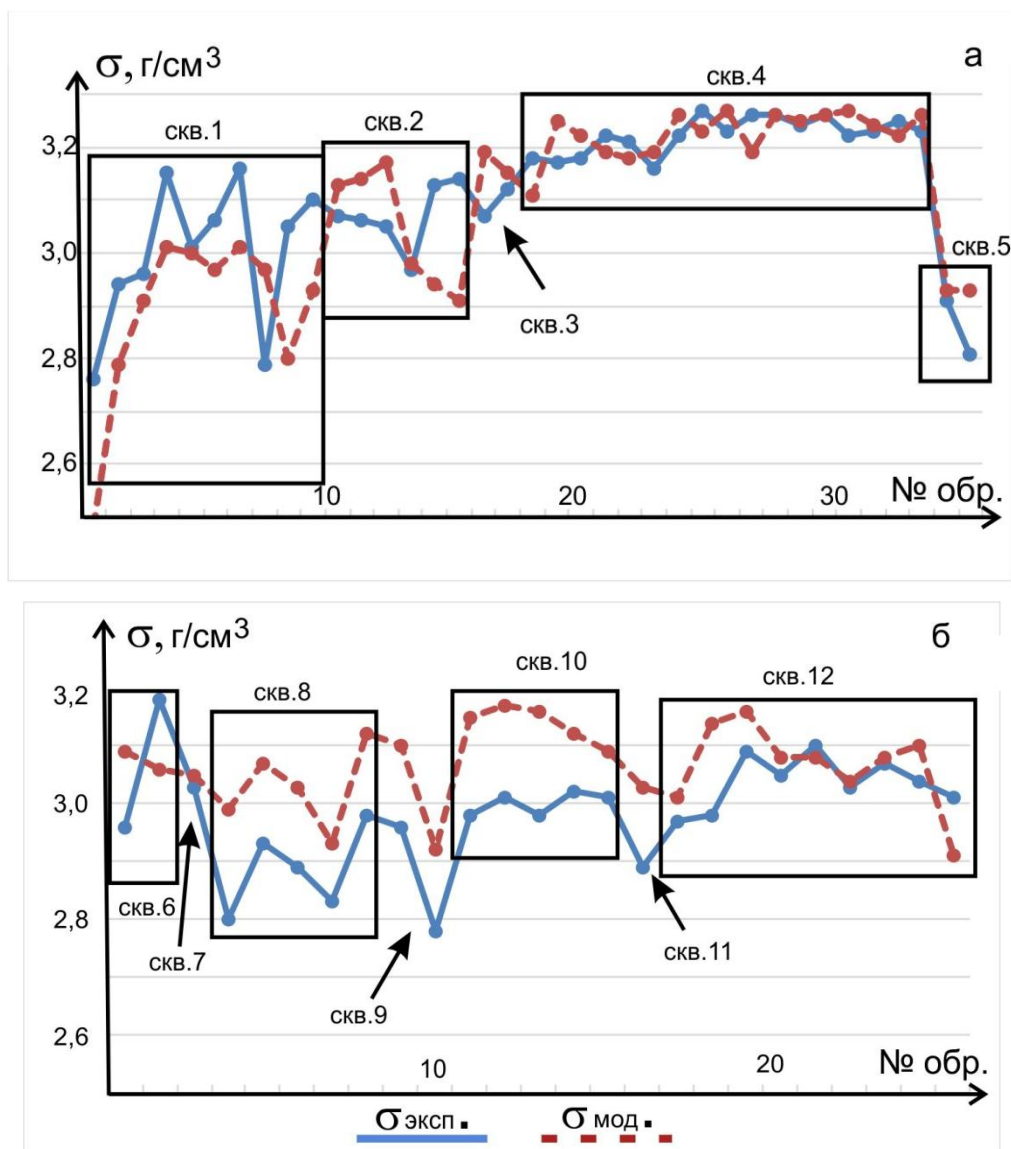 σ, г/см³
а
скв.4
скв.1
скв.2
3,2
3,0
скв.5
скв.3
2,8
2,6
10
20
30
№ обр.
σ, г/см³
б
скв.10
скв.12
скв.8
3,2
3,0
скв.6
2,8
скв.7
скв.11
скв.9
2,6
10
20
№ обр.
σ эксп.
σ мод.